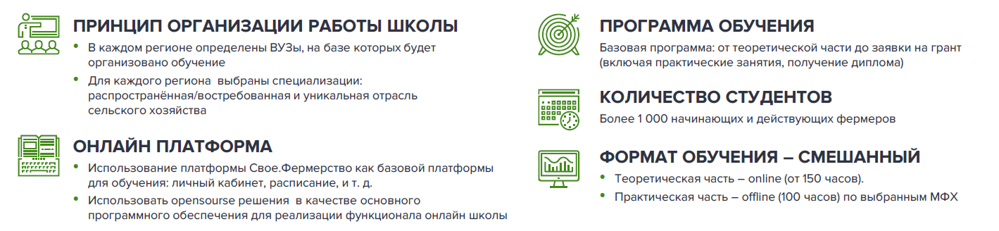 ПРИНЦИП ОРГАНИЗАЦИИ РАБОТЫ ШКОЛЫ
• В каждом регионе определены ВУЗы, на базе которых будет
организовано обучение
• Для каждого региона  выбраны специализации:
распространённая/востребованная и уникальная отрасль
сельского хозяйства
ОНЛАЙН ПЛАТФОРМА
• Использование платформы Свое.Фермерство как базовой платформы
для обучения: личный кабинет, расписание, и т. д.
• Использовать opensourse решения  в качестве основного
программного обеспечения для реализации функционала онлайн школы
ПРОГРАММА ОБУЧЕНИЯ
Базовая программа: от теоретической части до заявки на грант
(включая практические занятия, получение диплома)
КОЛИЧЕСТВО СТУДЕНТОВ
Более 1 000 начинающих и действующих фермеров
ФОРМАТ ОБУЧЕНИЯ – СМЕШАННЫЙ
• Теоретическая часть – online (от 150 часов).
• Практическая часть – offline (100 часов) по выбранным МФХ